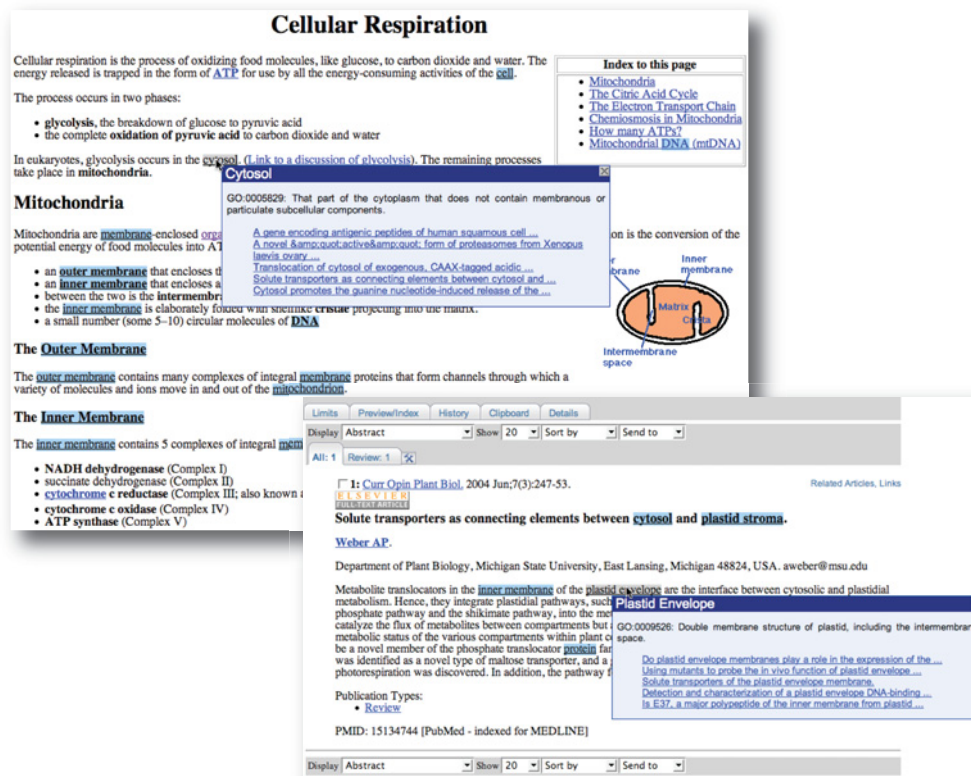 Cellular Respiration
Cellular respiration is the process of oxidizing food molecules, like glucose, to carbon dioxide and water. The
energy released is trapped in the form of ATP for use by all the energy-consuming activities of the cell.
The process occurs in two phases:
• glycolysis, the breakdown of glucose to pyruvic acid
• the complete oxidation of pyruvic acid to carbon dioxide and water
In eukaryotes, glycolysis occurs in the cytosol. (Link to a discussion of glycolysis). The remaining processes
take place in mitochondria.
Index to this page
• Mitochondria
• The Citric Acid Cycle
• The Electron Transport Chain
• Chemiosmosis in Mitochondria
• How many ATPs?
• Mitochondrial DNA (mtDNA)
Cytosol
GO:0005829: That part of the cytoplasm that does not contain membranous or
particulate subcellular components.
A gene encoding antigenic peptides of human squamous cell ...
A novel &amp;quot;active&amp;quot; form of proteasomes from Xenopus
laevis ovary ...
Translocation of cytosol of exogenous, CAAX-tagged acidic ...
Solute transporters as connecting elements between cytosol and ...
Cytosol promotes the guanine nucleotide-induced release of the ...
Mitochondria
Mitochondria are membrane-enclosed orga on is the conversion of the
potential energy of food molecules into AT
• an outer membrane that encloses th
• an inner membrane that encloses a
• between the two is the intermembra
• the inner membrane is elaborately folded with shelflike cristae projecting into the matrix.
• a small number (some 5–10) circular molecules of DNA
r
brane
Inner
membrane
Matrix
Crista
Intermembrane
space
The Outer Membrane
The outer membrane contains many complexes of integral membrane proteins that form channels through which a
variety of molecules and ions move in and out of the mitochondrion.
The Inner Membrane
The inner membrane contains 5 complexes of integral mem
• NADH dehydrogenase (Complex I)
• succinate dehydrogenase (Complex II)
• cytochrome c reductase (Complex III; also known a
• cytochrome c oxidase (Complex IV)
• ATP synthase (Complex V)
Limits Preview/Index History Clipboard Details
Display Abstract Show 20 Sort by Send to
All: 1 Review: 1
1: Curr Opin Plant Biol. 2004 Jun;7(3):247-53. Related Articles, Links
ELSEVIER
FULL-TEXT ARTICLE
Solute transporters as connecting elements between cytosol and plastid stroma.
Weber AP.
Department of Plant Biology, Michigan State University, East Lansing, Michigan 48824, USA. aweber@msu.edu
Metabolite translocators in the inner membrane of the plastid envelope are the interface between cytosolic and plastidial
metabolism. Hence, they integrate plastidial pathways, such
phosphate pathway and the shikimate pathway, into the me
catalyze the flux of metabolites between compartments but a
metabolic status of the various compartments within plant ce
be a novel member of the phosphate translocator protein fam
was identified as a novel type of maltose transporter, and a g
photorespiration was discovered. In addition, the pathway f
Plastid Envelope
GO:0009526: Double membrane structure of plastid, including the intermembran
space.
Do plastid envelope membranes play a role in the expression of the ...
Using mutants to probe the in vivo function of plastid envelope ...
Solute transporters of the plastid envelope membrane.
Detection and characterization of a plastid envelope DNA-binding ...
Is E37, a major polypeptide of the inner membrane from plastid ...
Publication Types:
• Review
PMID: 15134744 [PubMed - indexed for MEDLINE]
Display Abstract Show 20 Sort by Send to